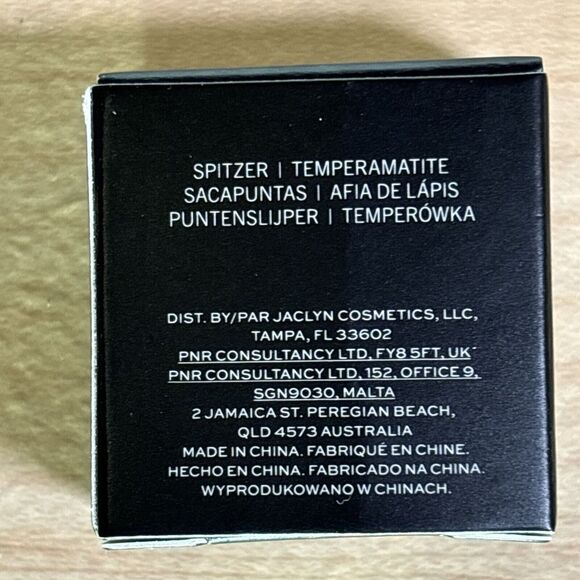 SPITZER | TEMPERAMATITE
SACAPUNTAS | AFIA DE LÁPIS
PUNTENSLIJPER | TEMPERÓWKA
DIST. BY/PAR JACLYN COSMETICS, LLC,
TAMPA, FL 33602
PNR CONSULTANCY LTD, FY8 5FT, UK
PNR CONSULTANCY LTD, 152, OFFICE 9,
SGN9030, MALTA
2 JAMAICA ST. PEREGIAN BEACH,
QLD 4573 AUSTRALIA
MADE IN CHINA. FABRIQUÉ EN CHINE.
HECHO EN CHINA. FABRICADO NA CHINA.
WYPRODUKOWANO W CHINACH.